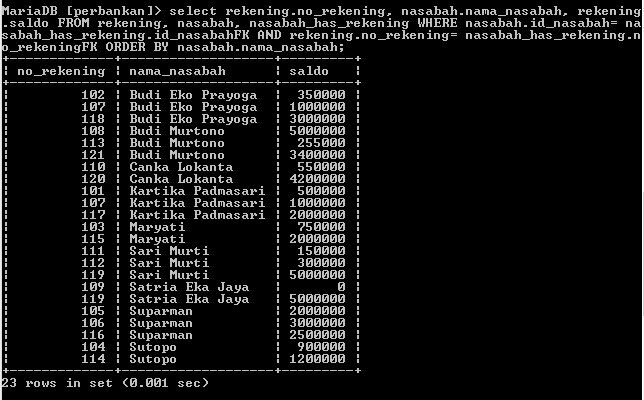 MariaDB [perbankan]> select rekening.no_rekening, nasabah.nama_nasabah, rekening
.saldo FROM rekening, nasabah, nasabah_has_rekening WHERE nasabah.id_nasabah= na
sabah_has_rekening.id_nasabahFK AND rekening.no_rekening= nasabah_has_rekening.n
o_rekeningFK ORDER BY nasabah.nama_nasabah;
+-------------+-------------------+---------+
¦ no_rekening ¦ nama_nasabah      ¦ saldo   ¦
+-------------+-------------------+---------+
¦         102 ¦ Budi Eko Prayoga  ¦  350000 ¦
¦         107 ¦ Budi Eko Prayoga  ¦ 1000000 ¦
¦         118 ¦ Budi Eko Prayoga  ¦ 3000000 ¦
¦         108 ¦ Budi Murtono      ¦ 5000000 ¦
¦         113 ¦ Budi Murtono      ¦  255000 ¦
¦         121 ¦ Budi Murtono      ¦ 3400000 ¦
¦         110 ¦ Canka Lokanta     ¦  550000 ¦
¦         120 ¦ Canka Lokanta     ¦ 4200000 ¦
¦         101 ¦ Kartika Padmasari ¦  500000 ¦
¦         107 ¦ Kartika Padmasari ¦ 1000000 ¦
¦         117 ¦ Kartika Padmasari ¦ 2000000 ¦
¦         103 ¦ Maryati           ¦  750000 ¦
¦         115 ¦ Maryati           ¦ 2000000 ¦
¦         111 ¦ Sari Murti        ¦  150000 ¦
¦         112 ¦ Sari Murti        ¦  300000 ¦
¦         119 ¦ Sari Murti        ¦ 5000000 ¦
¦         109 ¦ Satria Eka Jaya   ¦       0 ¦
¦         119 ¦ Satria Eka Jaya   ¦ 5000000 ¦
¦         105 ¦ Suparman          ¦ 2000000 ¦
¦         106 ¦ Suparman          ¦ 3000000 ¦
¦         116 ¦ Suparman          ¦ 2500000 ¦
¦         104 ¦ Sutopo            ¦  900000 ¦
¦         114 ¦ Sutopo            ¦ 1200000 ¦
+-------------+-------------------+---------+
23 rows in set (0.001 sec)